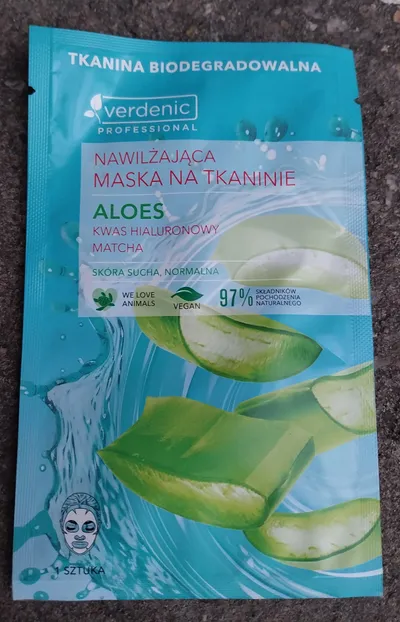 TKANINA BIODEGRADOWALNA
verdenic
PROFESSIONAL
NAWILŻAJĄCA
MASKA NA TKANINIE
ALOES
KWAS HIALURONOWY
MATCHA
SKÓRA SUCHA, NORMALNA
WE LOVE
ANIMALS
VEGAN
97%
SKŁADNIKÓW
POCHODZENIA
NATURALNEGO
1 SZTUKA